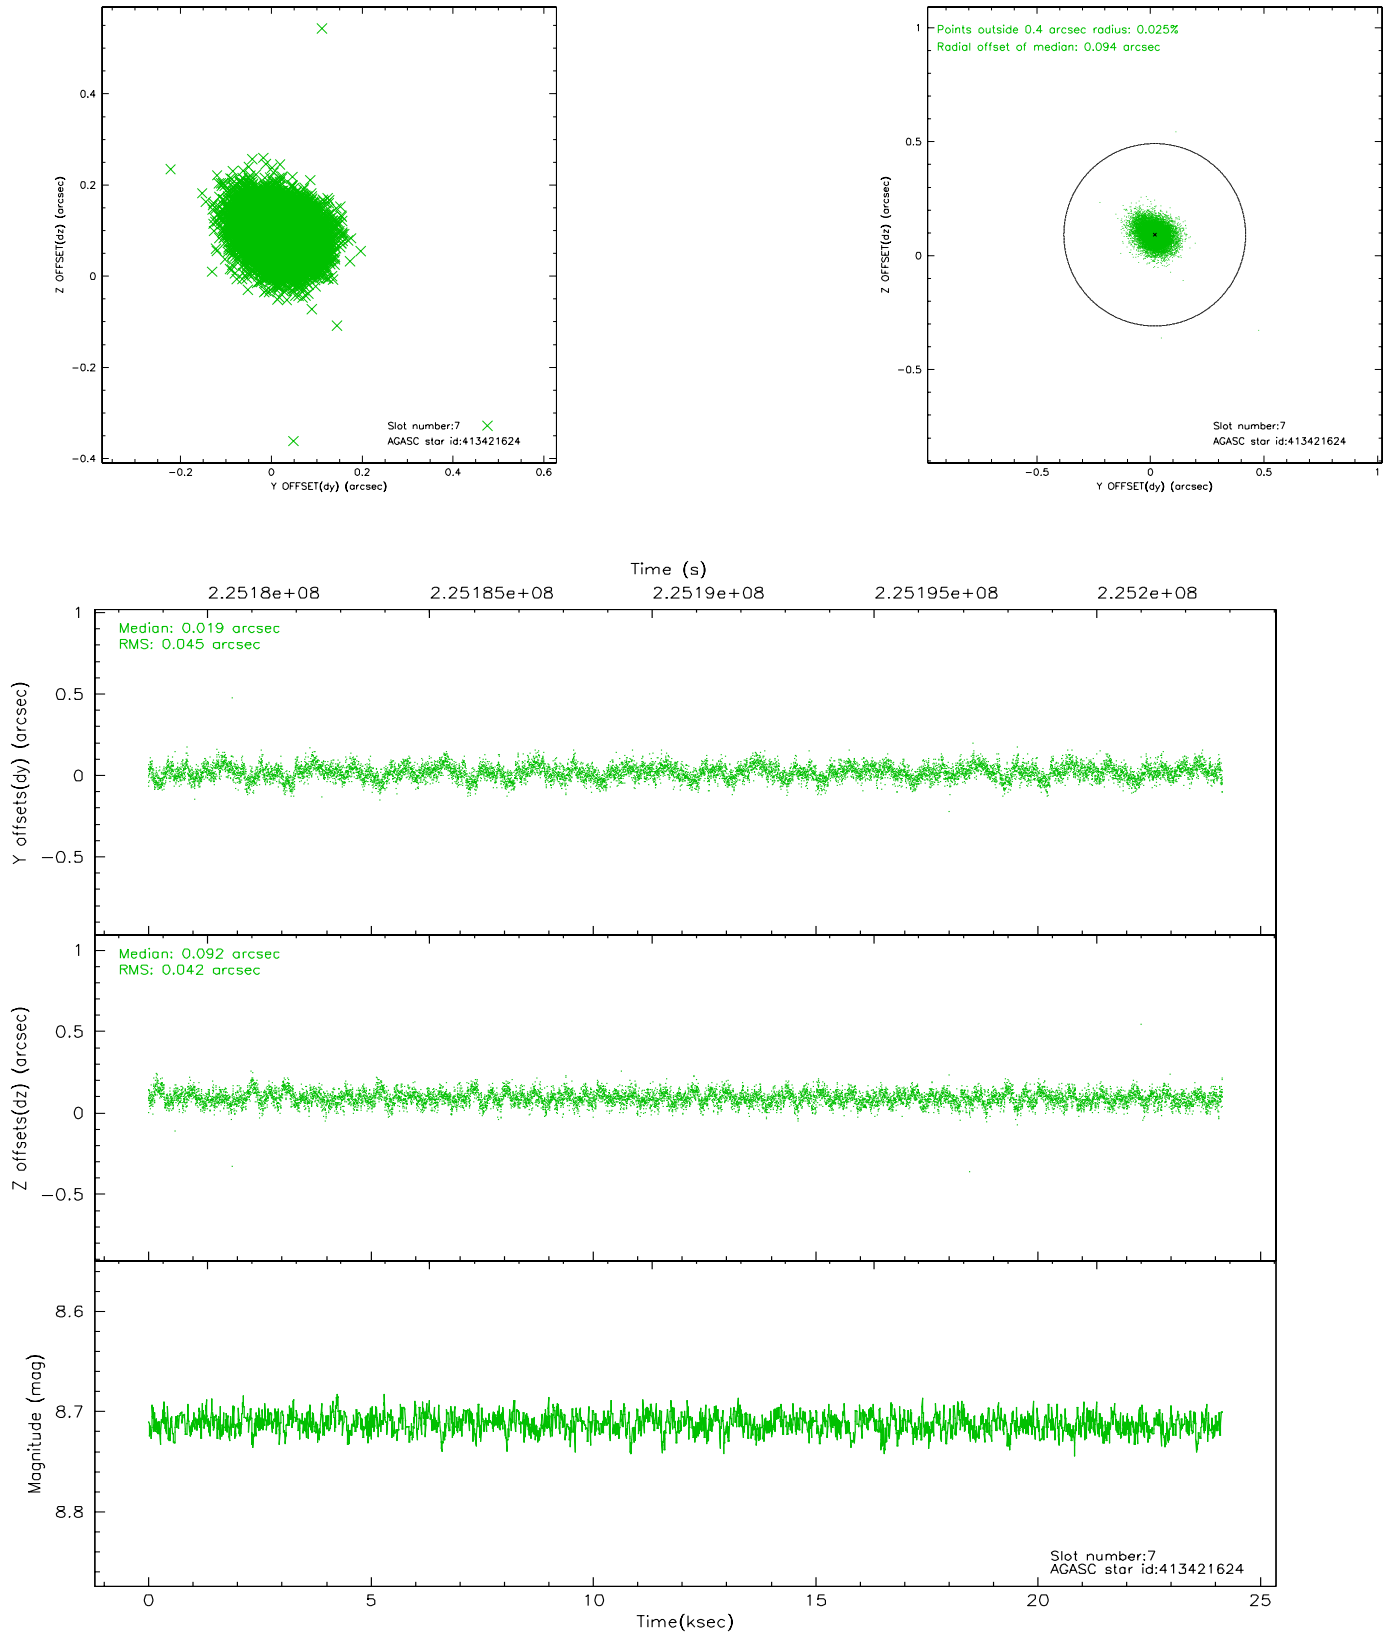 0.4
0.2
0
−0.2
−0.4
Z OFFSET(dz) (arcsec)
Slot number:7
AGASC star id:413421624
−0.2
0
0.2
0.4
0.6
Y OFFSET(dy) (arcsec)
Points outside 0.4 arcsec radius: 0.025%
Radial offset of median: 0.094 arcsec
1
0.5
0
−0.5
Z OFFSET(dz) (arcsec)
Slot number:7
AGASC star id:413421624
−0.5
0
0.5
1
Y OFFSET(dy) (arcsec)
Time (s)
2.2518e+08
2.25185e+08
2.2519e+08
2.25195e+08
2.252e+08
Median: 0.019 arcsec
RMS: 0.045 arcsec
1
0.5
0
−0.5
Y offsets(dy) (arcsec)
Median: 0.092 arcsec
RMS: 0.042 arcsec
1
0.5
0
−0.5
Z offsets(dz) (arcsec)
8.6
8.7
8.8
Magnitude (mag)
Slot number:7
AGASC star id:413421624
0
5
10
15
20
25
Time(ksec)